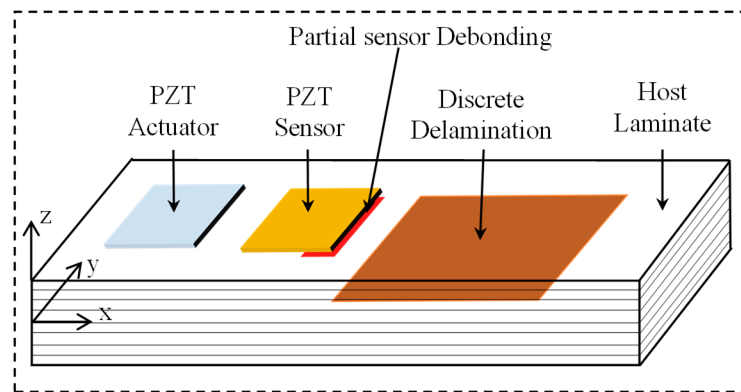 Partial sensor Debonding
PZT
Actuator
PZT
Sensor
Discrete
Delamination
Host
Laminate
z
y
x